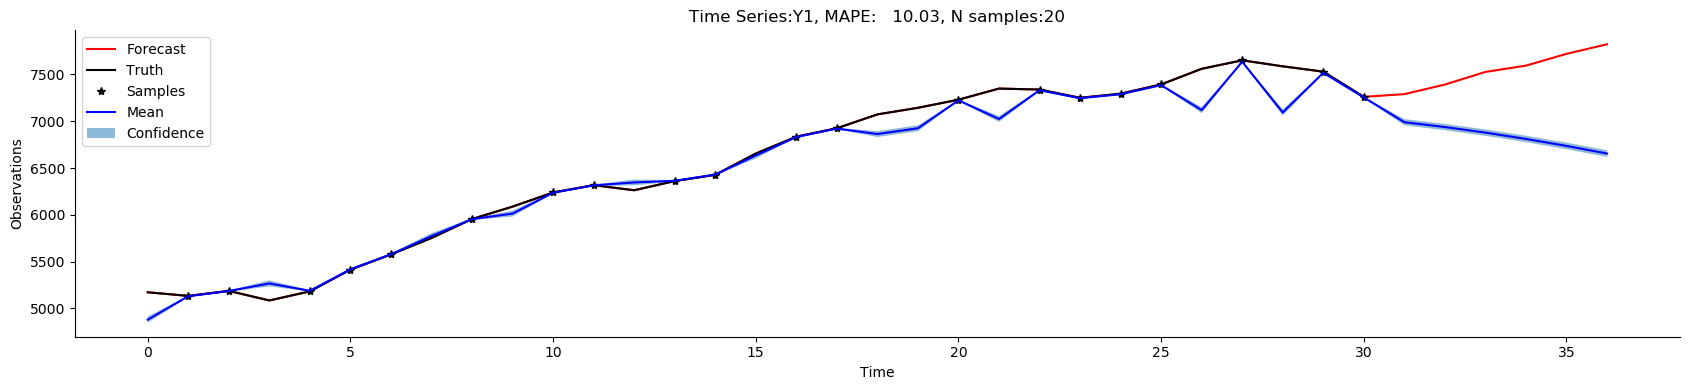 Time Series:Y1, MAPE:   10.03, N samples:20
Forecast
Truth
Samples
Mean
Confidence
Observations
7500
7000
6500
6000
5500
5000
0
5
10
15
20
25
30
35
Time